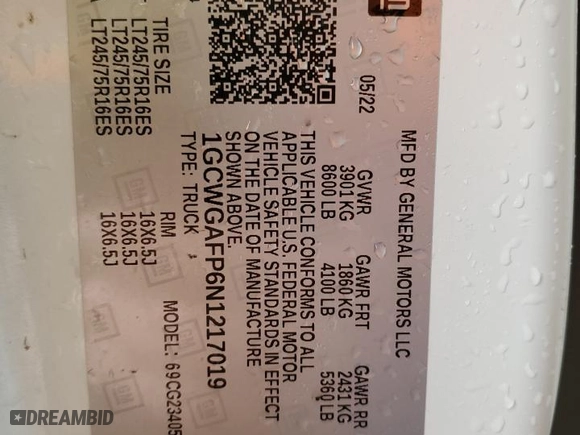 MFD BY GENERAL MOTORS LLC
05/22
GVWR GAWR FRT GAWR RR
3901 KG 1860 KG 2431 KG
8600 LB 4100 LB 5360 LB
THIS VEHICLE CONFORMS TO ALL
APPLICABLE U.S. FEDERAL MOTOR
VEHICLE SAFETY STANDARDS IN EFFECT
ON THE DATE OF MANUFACTURE
SHOWN ABOVE.
1GCWGAFP6N1217019
TYPE: TRUCK MODEL: 69CG23405
TIRE SIZE RIM
LT245/75R16ES 16X6.5J
LT245/75R16ES 16X6.5J
LT245/75R16ES 16X6.5J
GM
DREAMBID